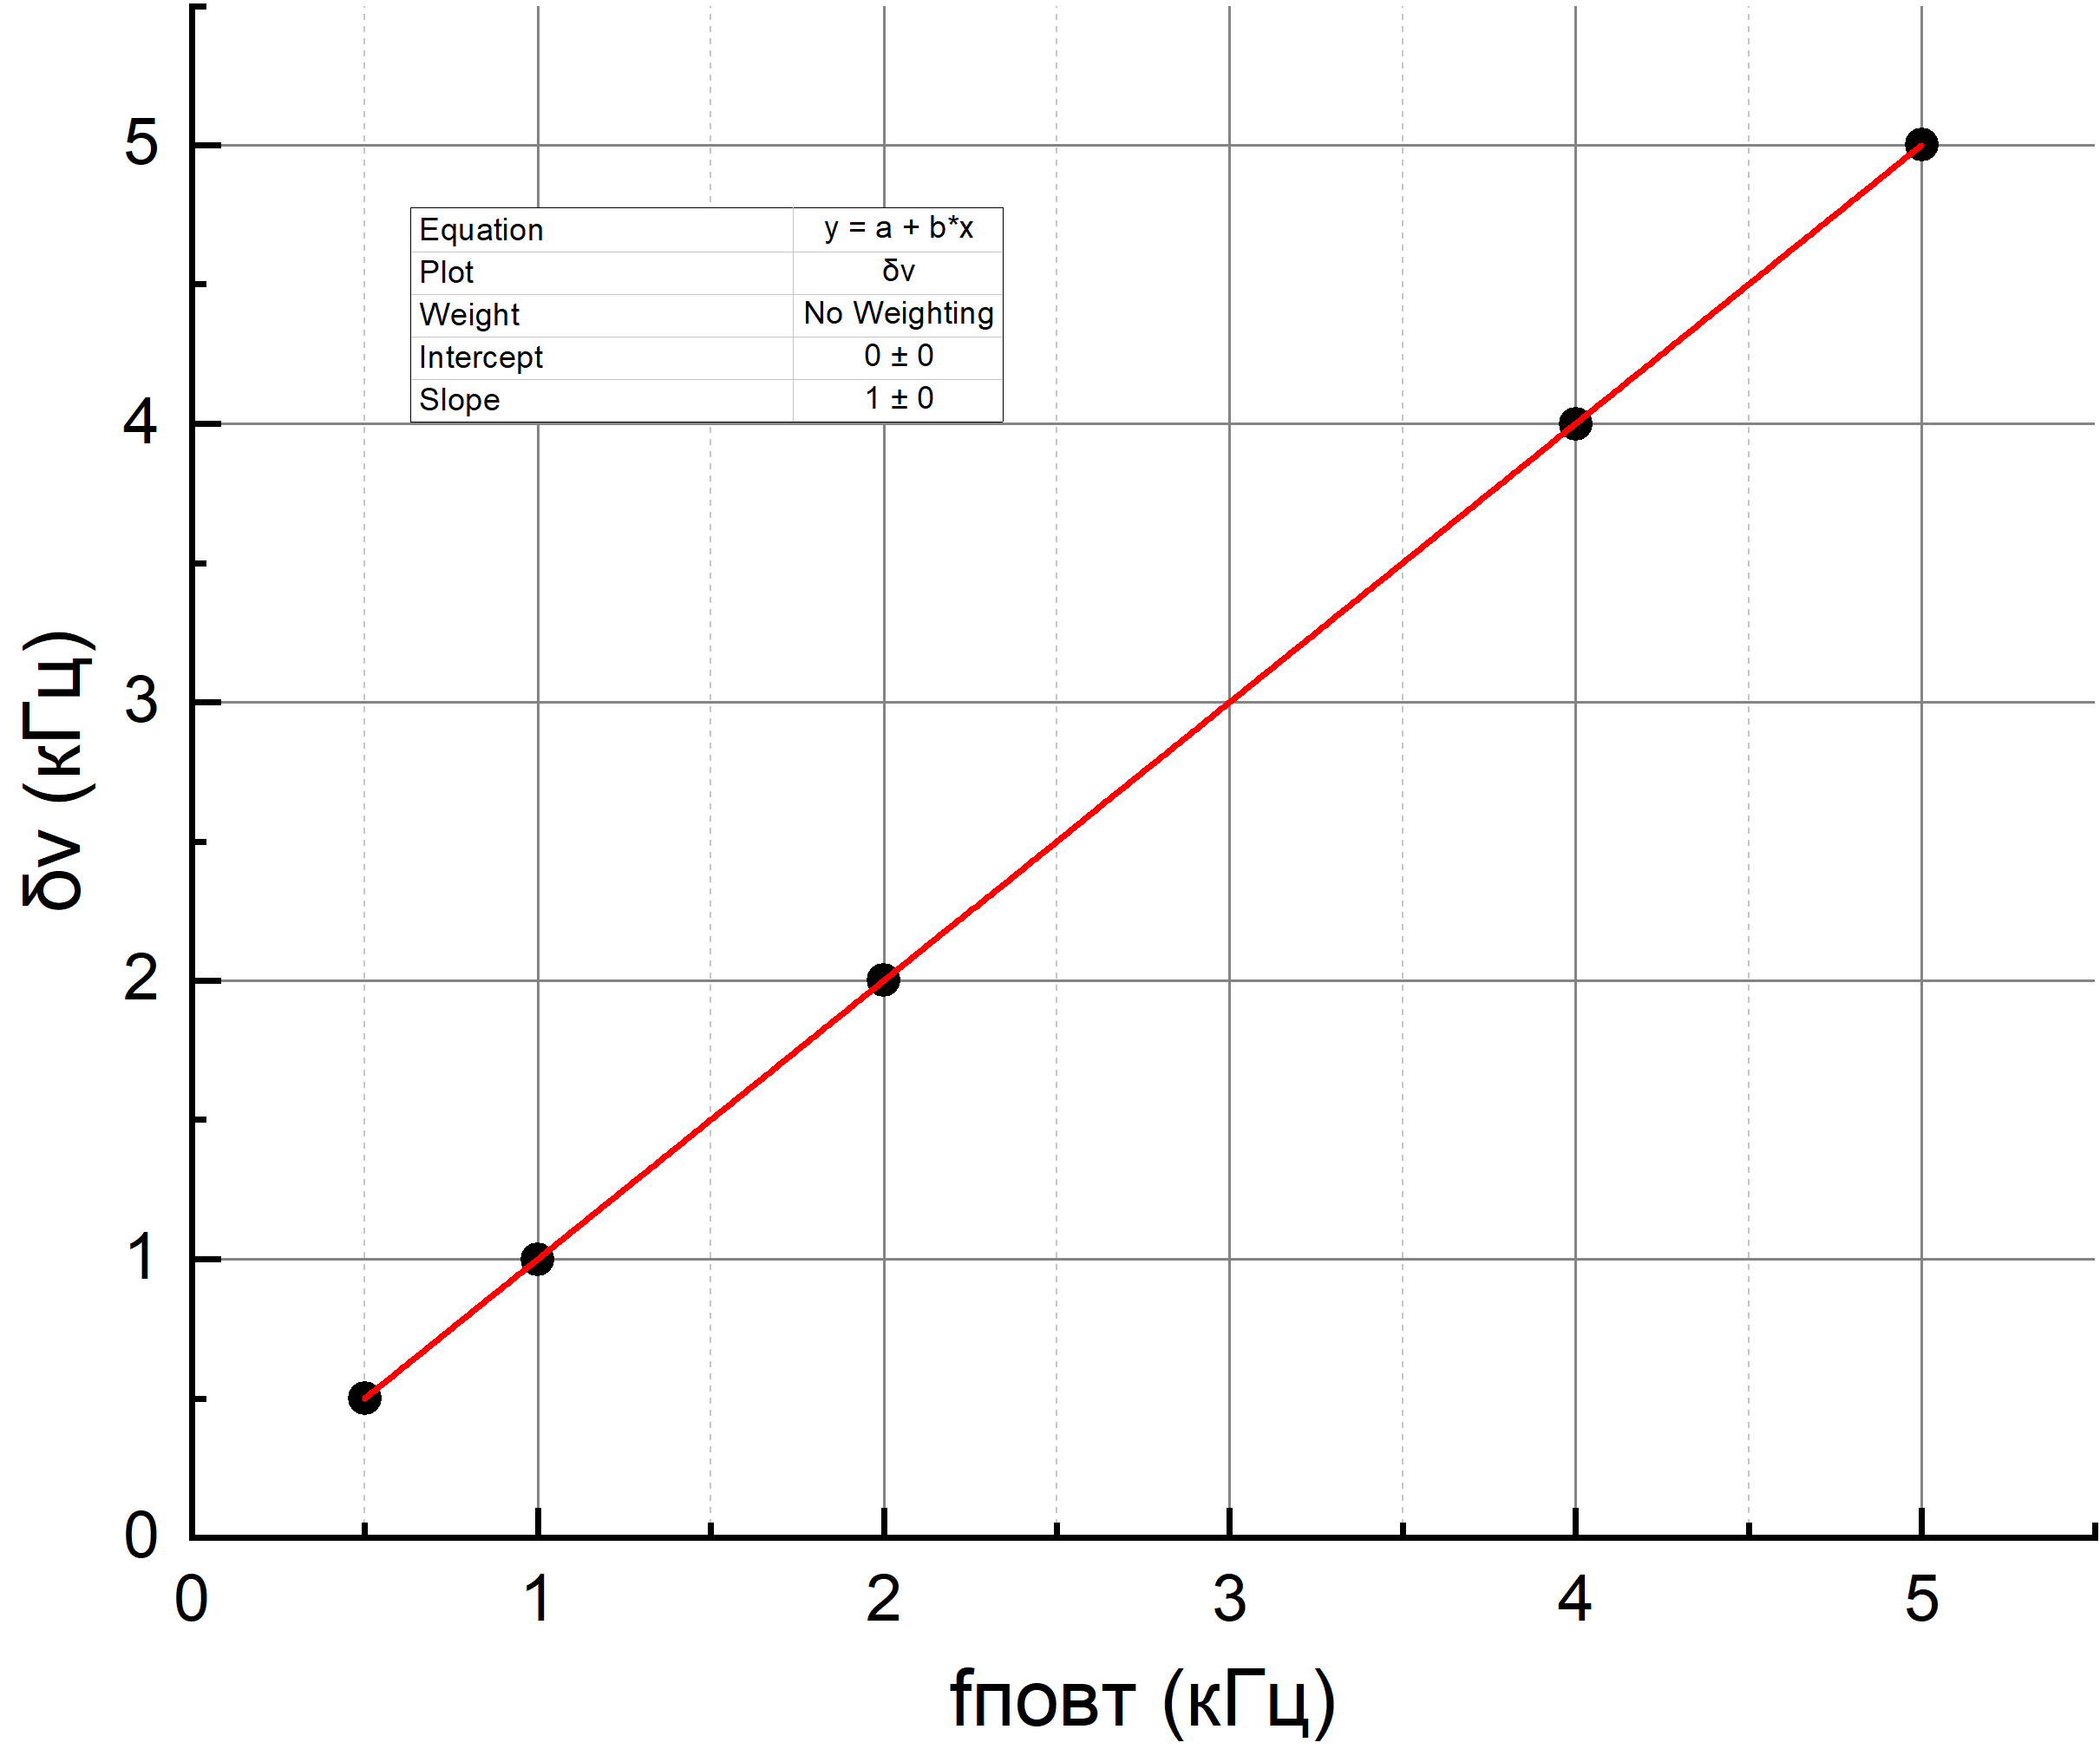 5
Equation y = a + b*x
Plot δν
Weight No Weighting
Intercept 0 ± 0
Slope 1 ± 0
4
3
δν (кГц)
2
1
0
0 1 2 3 4 5
fповт (кГц)